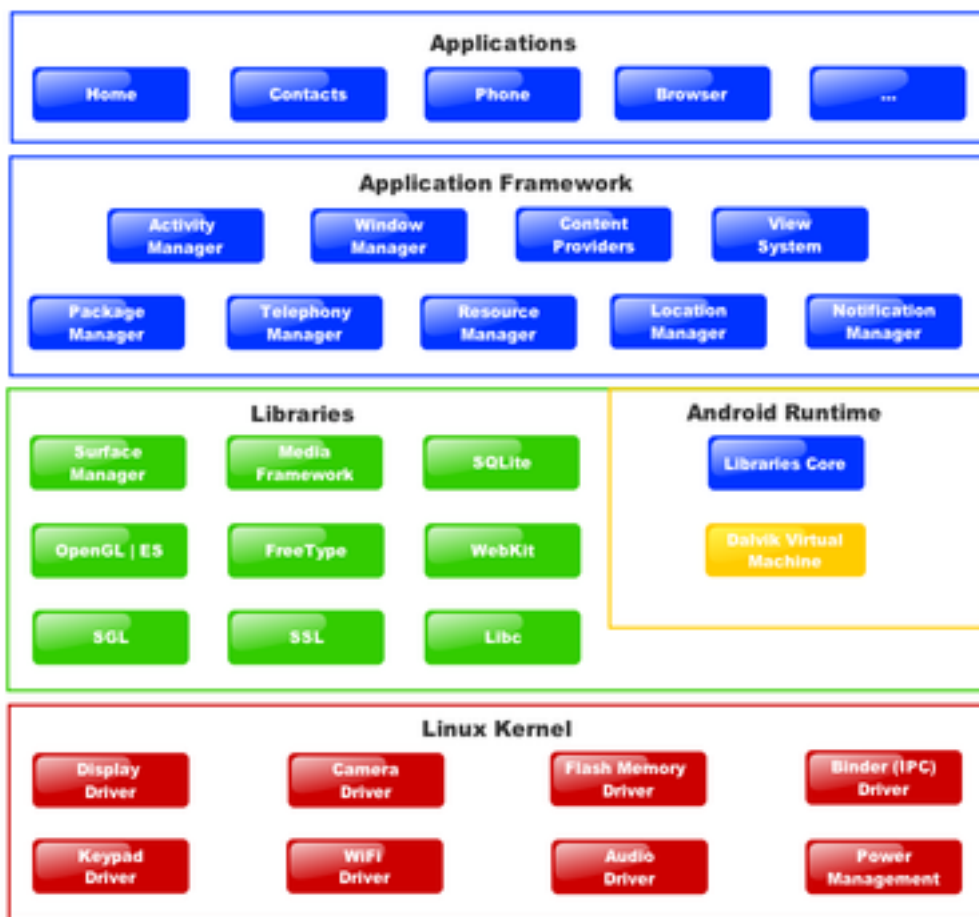 Applications
Home
Contacts
Phone
Browser
...
Application Framework
Activity
Manager
Window
Manager
Content
Providers
View
System
Package
Manager
Telephony
Manager
Resource
Manager
Location
Manager
Notification
Manager
Libraries
Surface
Manager
Media
Framework
SQLite
OpenGL | ES
FreeType
WebKit
SGL
SSL
Libc
Android Runtime
Libraries Core
Dalvik Virtual
Machine
Linux Kernel
Display
Driver
Camera
Driver
Flash Memory
Driver
Binder (IPC)
Driver
Keypad
Driver
WiFi
Driver
Audio
Driver
Power
Management